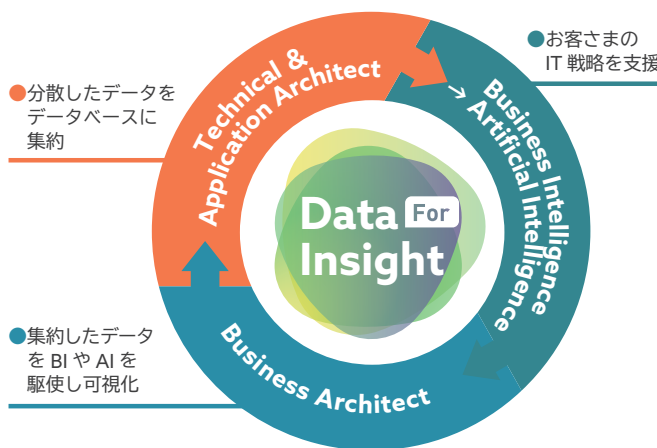 ●お客さまの
IT 戦略を支援
●分散したデータを
データベースに
集約
Technical &
Application Architect
Business Intelligence
→ Artificial Intelligence
Data For
Insight
●集約したデータ
を BI や AI を
駆使し可視化
Business Architect